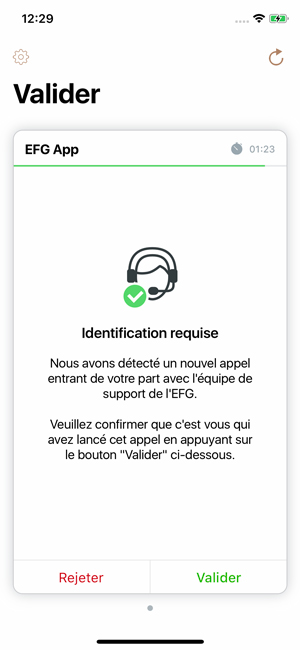 12:29
Valider
EFG App
01:23
Identification requise
Nous avons détecté un nouvel appel
entrant de votre part avec l'équipe de
support de l'EFG.
Veuillez confirmer que c'est vous qui
avez lancé cet appel en appuyant sur
le bouton "Valider" ci-dessous.
Rejeter
Valider